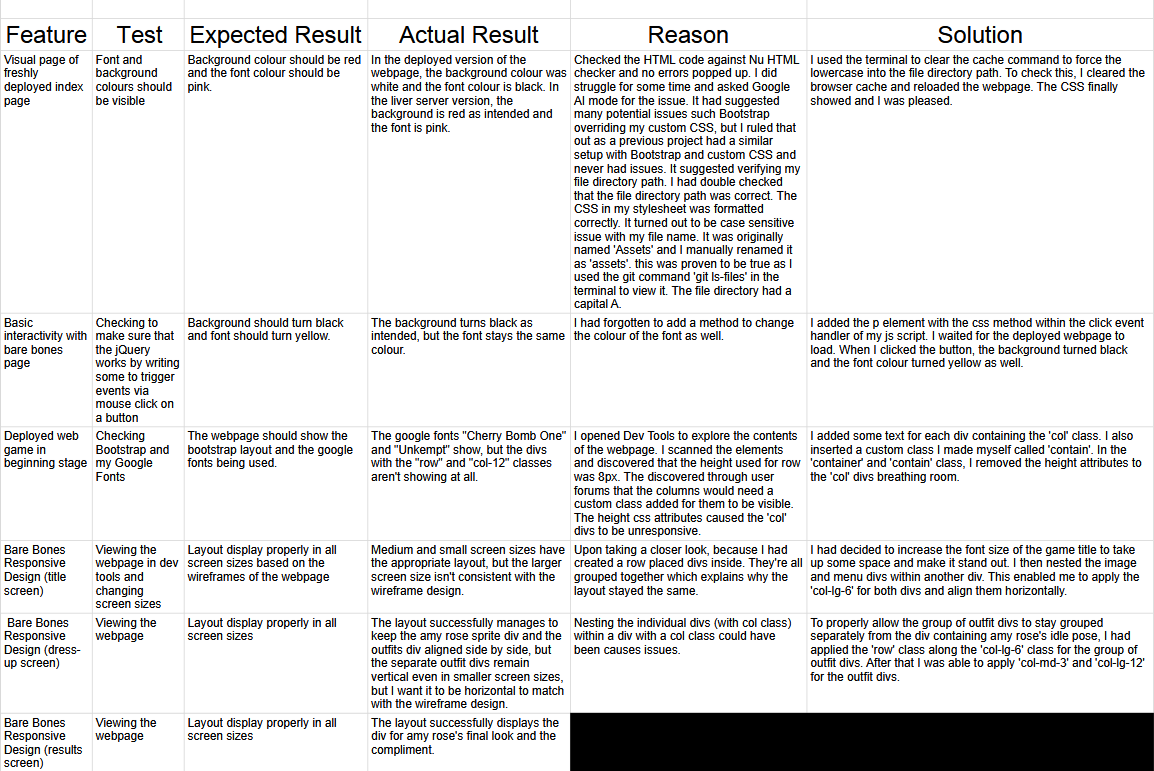 Feature Test Expected Result Actual Result Reason Solution
Visual page of
freshly
deployed index
page
Font and
background
colours should
be visible
Background colour should be red
and the font colour should be
pink.
In the deployed version of the
webpage, the background colour was
white and the font colour is black. In
the liver server version, the
background is red as intended and
the font is pink.
Checked the HTML code against Nu HTML
checker and no errors popped up. I did
struggle for some time and asked Google
AI mode for the issue. It had suggested
many potential issues such Bootstrap
overriding my custom CSS, but I ruled that
out as a previous project had a similar
setup with Bootstrap and custom CSS and
never had issues. It suggested verifying my
file directory path. I had double checked
that the file directory path was correct. The
CSS in my stylesheet was formatted
correctly. It turned out to be case sensitive
issue with my file name. It was originally
named 'Assets' and I manually renamed it
as 'assets'. this was proven to be true as I
used the git command 'git ls-files' in the
terminal to view it. The file directory had a
capital A.
I used the terminal to clear the cache command to force the
lowercase into the file directory path. To check this, I cleared the
browser cache and reloaded the webpage. The CSS finally
showed and I was pleased.
Basic
interactivity with
bare bones
page
Checking to
make sure that
the jQuery
works by writing
some to trigger
events via
mouse click on
a button
Background should turn black
and font should turn yellow.
The background turns black as
intended, but the font stays the same
colour.
I had forgotten to add a method to change
the colour of the font as well.
I added the p element with the css method within the click event
handler of my js script. I waited for the deployed webpage to
load. When I clicked the button, the background turned black
and the font colour turned yellow as well.
Deployed web
game in
beginning stage
Checking
Bootstrap and
my Google
Fonts
The webpage should show the
bootstrap layout and the google
fonts being used.
The google fonts "Cherry Bomb One"
and "Unkempt" show, but the divs
with the "row" and "col-12" classes
aren't showing at all.
I opened Dev Tools to explore the contents
of the webpage. I scanned the elements
and discovered that the height used for row
was 8px. The discovered through user
forums that the columns would need a
custom class added for them to be visible.
The height css attributes caused the 'col'
divs to be unresponsive.
I added some text for each div containing the 'col' class. I also
inserted a custom class I made myself called 'contain'. In the
'container' and 'contain' class, I removed the height attributes to
the 'col' divs breathing room.
Bare Bones
Responsive
Design (title
screen)
Viewing the
webpage in dev
tools and
changing
screen sizes
Layout display properly in all
screen sizes based on the
wireframes of the webpage
Medium and small screen sizes have
the appropriate layout, but the larger
screen size isn't consistent with the
wireframe design.
Upon taking a closer look, because I had
created a row placed divs inside. They're all
grouped together which explains why the
layout stayed the same.
I had decided to increase the font size of the game title to take
up some space and make it stand out. I then nested the image
and menu divs within another div. This enabled me to apply the
'col-lg-6' for both divs and align them horizontally.
Bare Bones
Responsive
Design (dress-
up screen)
Viewing the
webpage
Layout display properly in all
screen sizes
The layout successfully manages to
keep the amy rose sprite div and the
outfits div aligned side by side, but
the separate outfit divs remain
vertical even in smaller screen sizes,
but I want it to be horizontal to match
with the wireframe design.
Nesting the individual divs (with col class)
within a div with a col class could have
been causes issues.
To properly allow the group of outfit divs to stay grouped
separately from the div containing amy rose's idle pose, I had
applied the 'row' class along the 'col-lg-6' class for the group of
outfit divs. After that I was able to apply 'col-md-3' and 'col-lg-12'
for the outfit divs.
Bare Bones
Responsive
Design (results
screen)
Viewing the
webpage
Layout display properly in all
screen sizes
The layout successfully displays the
div for amy rose's final look and the
compliment.